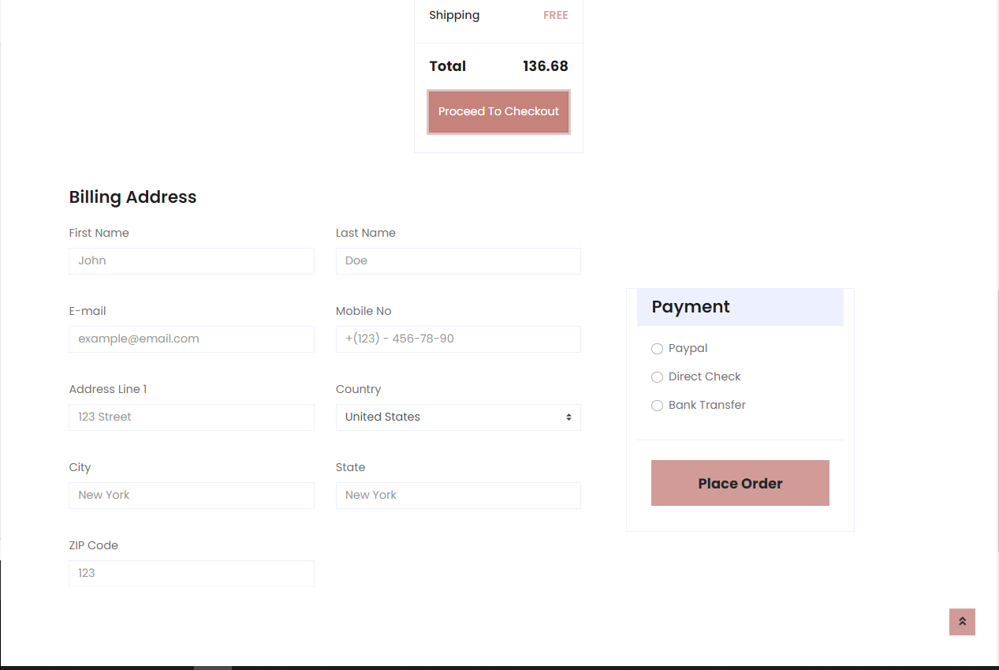 Shipping FREE
Total 136.68
Proceed To Checkout
Billing Address
First Name
John
Last Name
Doe
E-mail
example@email.com
Mobile No
+(123) - 456-78-90
Address Line 1
123 Street
Country
United States
City
New York
State
New York
ZIP Code
123
Payment
Paypal
Direct Check
Bank Transfer
Place Order